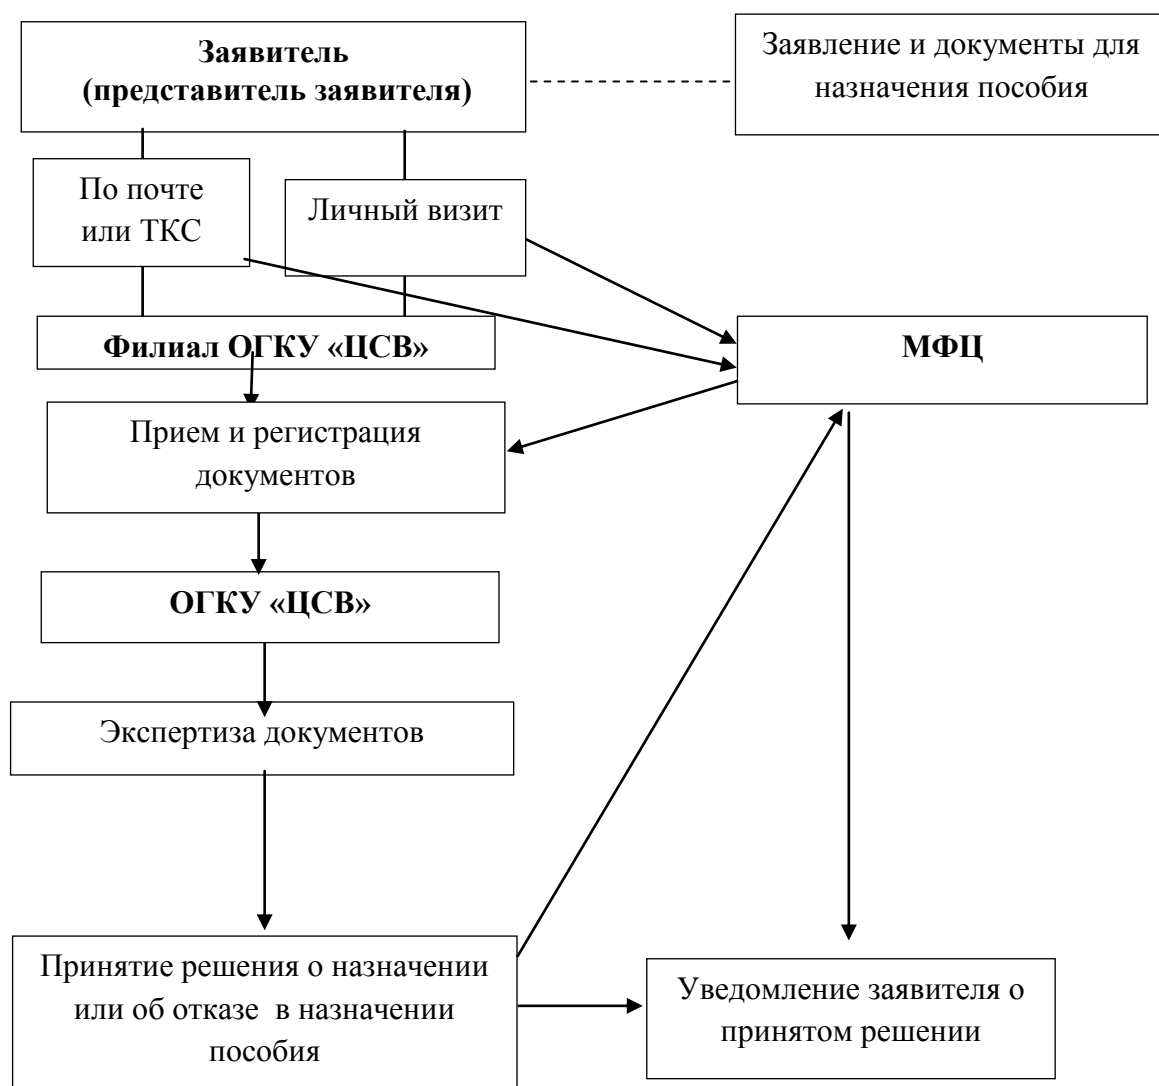 Заявитель
(представитель заявителя)
Заявление и документы для
назначения пособия
По почте
или ТКС
Личный визит
Филиал ОГКУ «ЦСВ»
МФЦ
Прием и регистрация
документов
ОГКУ «ЦСВ»
Экспертиза документов
Принятие решения о назначении
или об отказе  в назначении
пособия
Уведомление заявителя о
принятом решении